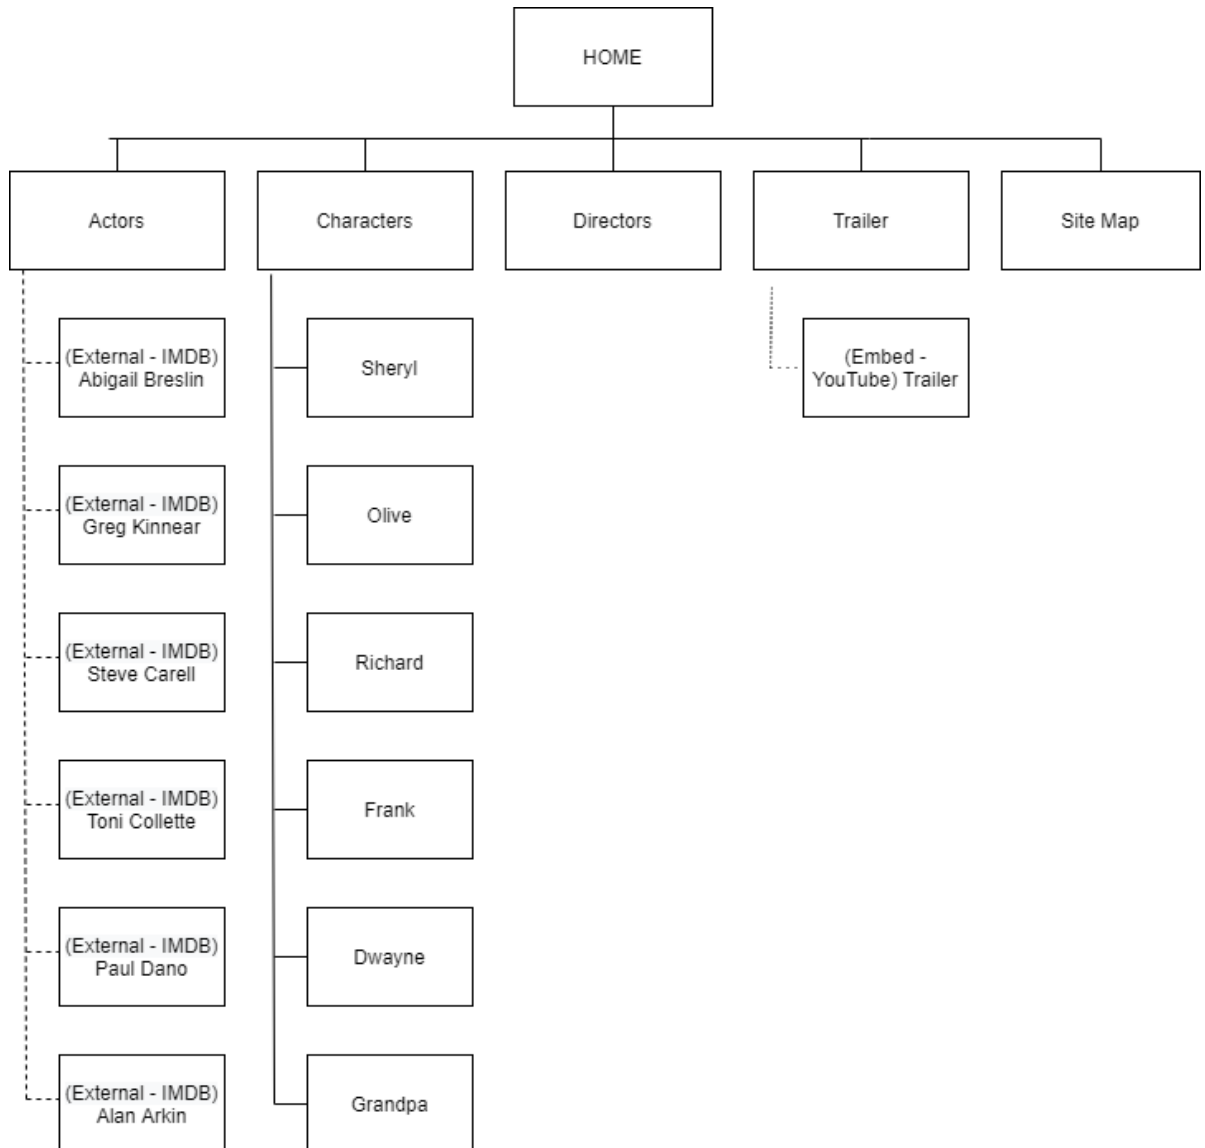 HOME
Actors
Characters
Directors
Trailer
Site Map
(External - IMDB)
Abigail Breslin
(External - IMDB)
Greg Kinnear
(External - IMDB)
Steve Carell
(External - IMDB)
Toni Collette
(External - IMDB)
Paul Dano
(External - IMDB)
Alan Arkin
Sheryl
Olive
Richard
Frank
Dwayne
Grandpa
(Embed -
YouTube) Trailer